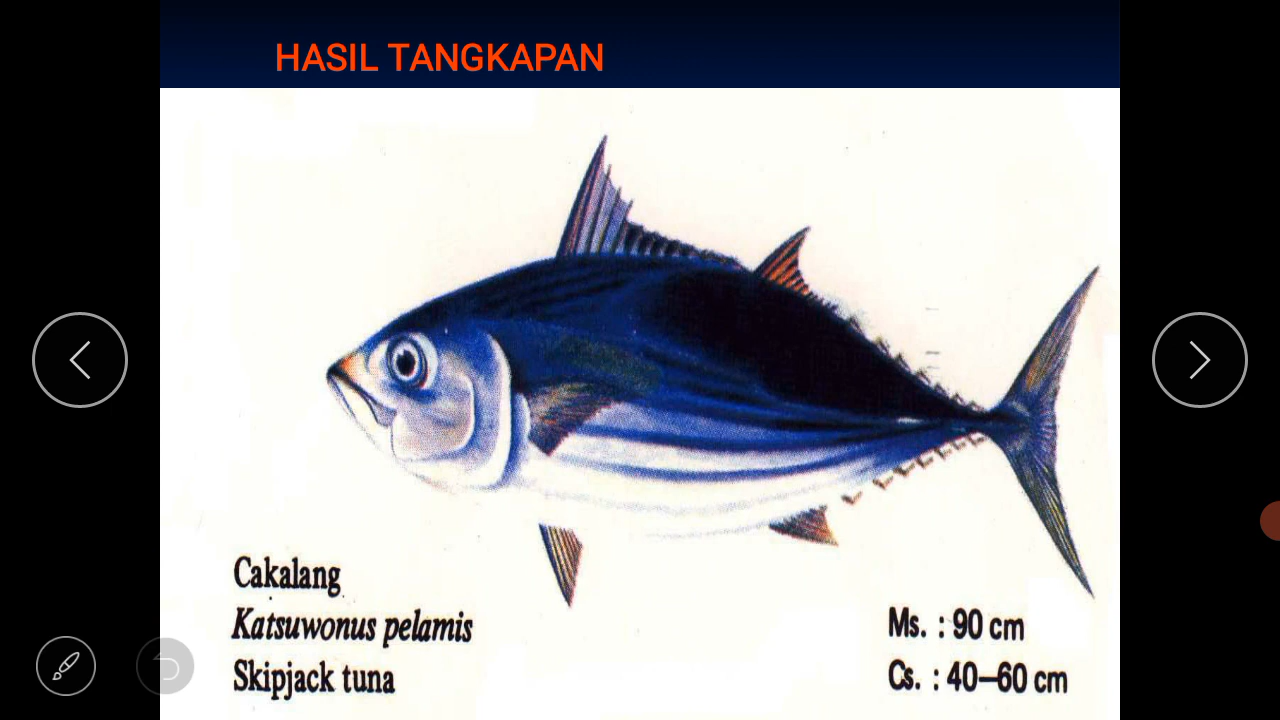 HASIL TANGKAPAN
Cakalang
Katsuwonus pelamis
Skipjack tuna
Ms. : 90 cm
Cs. : 40–60 cm